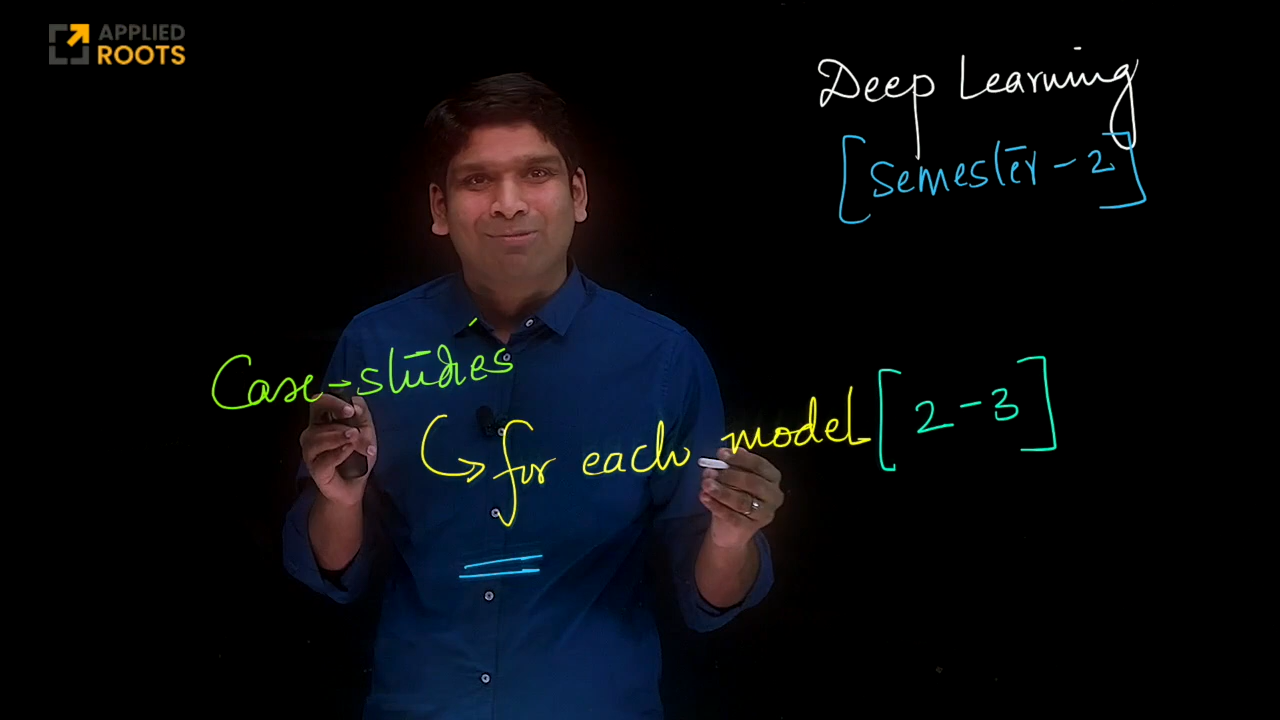 APPLIED
ROOTS
Deep Learning
[semester-2]
Case-studies
for each model [2-3]